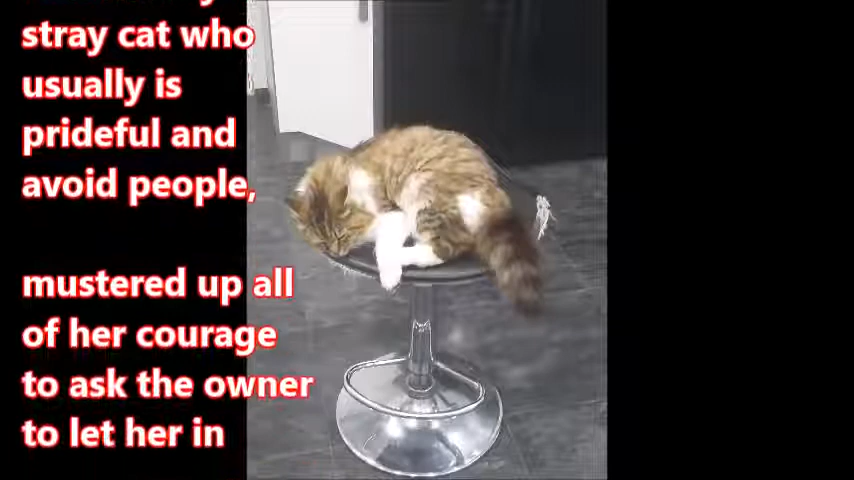 stray cat who
usually is
prideful and
avoid people,
mustered up all
of her courage
to ask the owner
to let her in